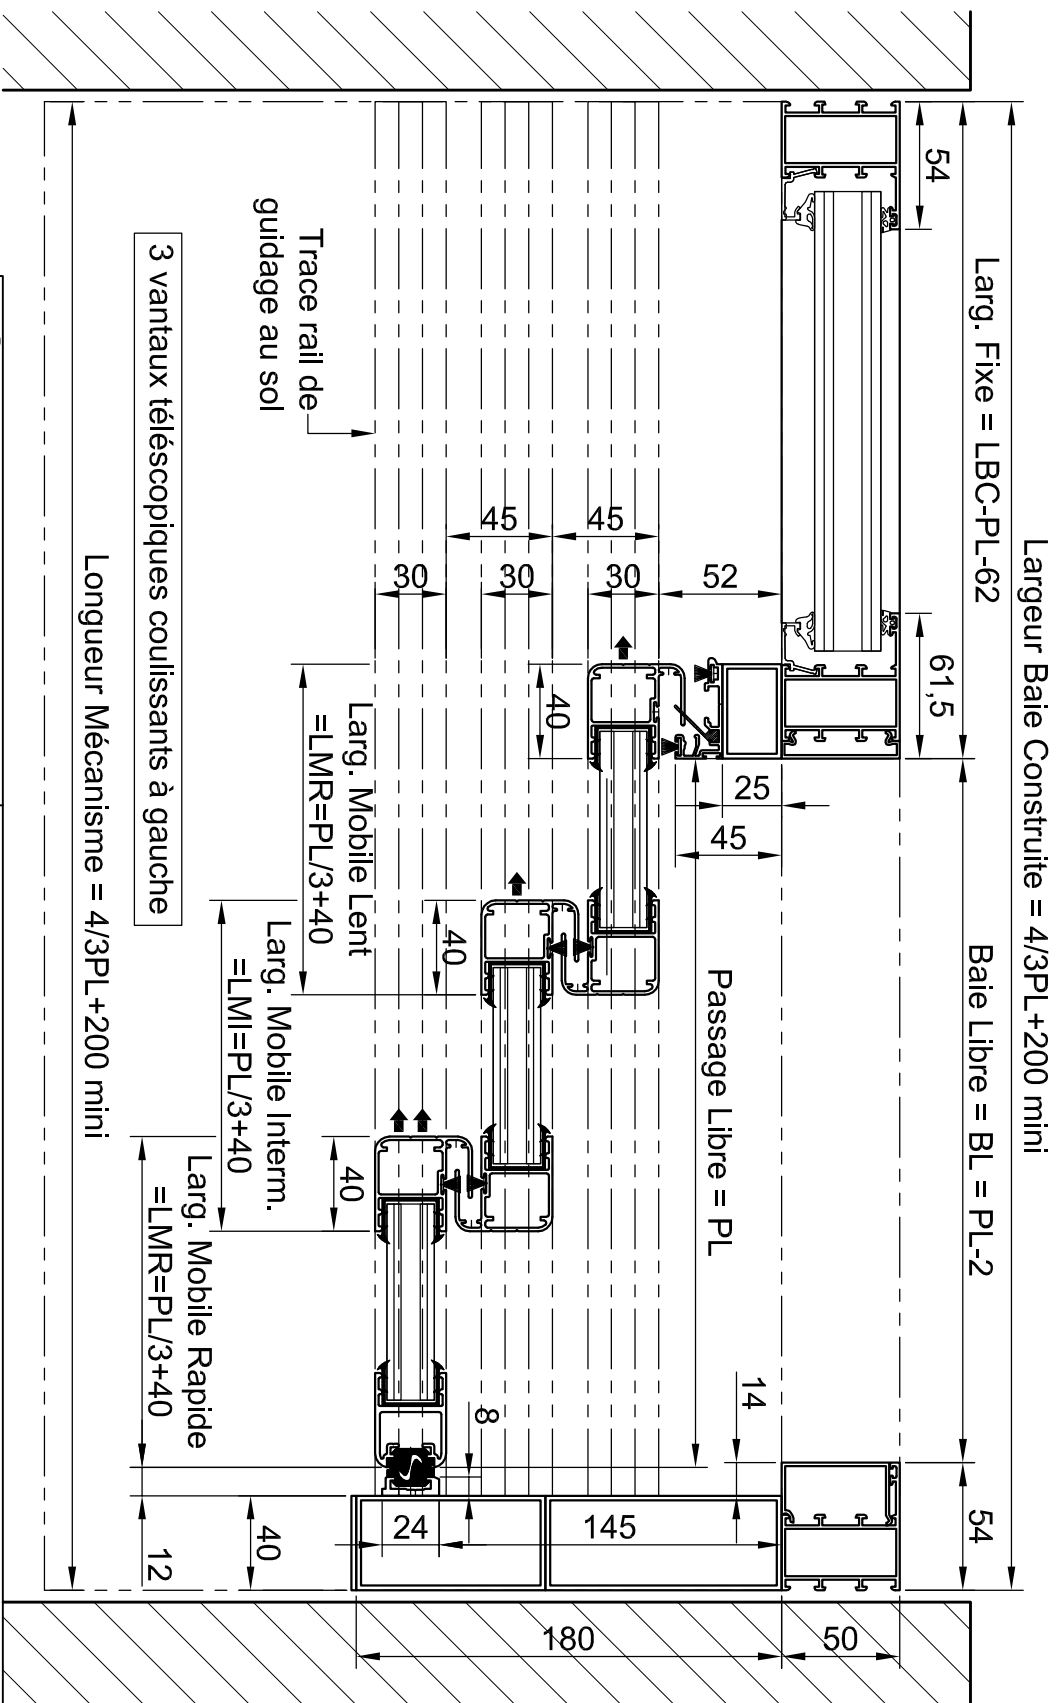 Largeur Baie Construite = 4/3PL+200 mini
Larg. Fixe = LBC-PL-62
Baie Libre = BL = PL-2
54
61,5
54
14
25
45
52
45
45
30
30
30
40
40
40
8
24
145
40
12
180
50
Passage Libre = PL
Trace rail de
guidage au sol
Larg. Mobile Lent
=LMR=PL/3+40
Larg. Mobile Interm.
=LMI=PL/3+40
Larg. Mobile Rapide
=LMR=PL/3+40
3 vantaux téléscopiques coulissants à gauche
Longueur Mécanisme = 4/3PL+200 mini